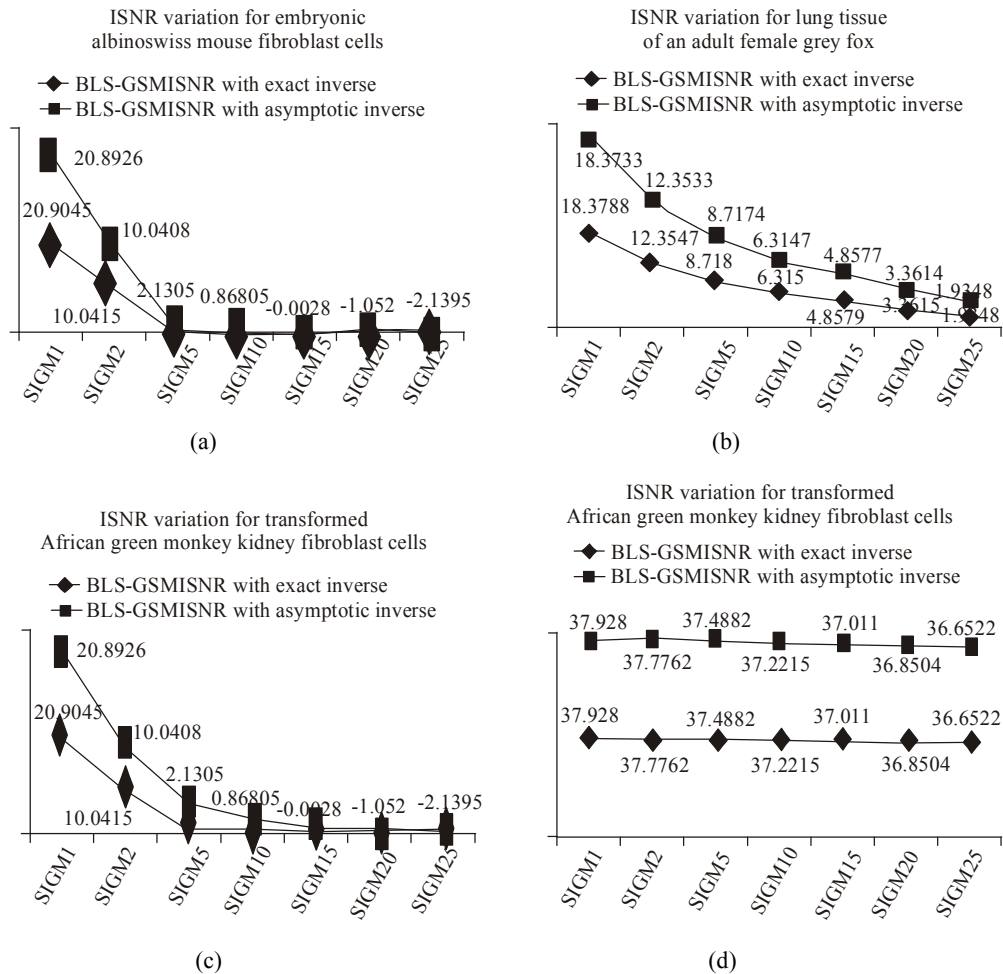 ISNR variation for embryonic
albinoswiss mouse fibroblast cells
BLS-GSMISNR with exact inverse
BLS-GSMISNR with asymptotic inverse
20.8926
20.9045
10.0408
10.0415
2.1305
0.86805
-0.0028
-1.052
-2.1395
SIGM1
SIGM2
SIGM5
SIGM10
SIGM15
SIGM20
SIGM25
(a)
ISNR variation for lung tissue
of an adult female grey fox
BLS-GSMISNR with exact inverse
BLS-GSMISNR with asymptotic inverse
18.3733
12.3533
8.7174
6.3147
4.8577
3.3614
1.9348
18.3788
12.3547
8.718
6.315
4.8579
3.3615
1.9348
SIGM1
SIGM2
SIGM5
SIGM10
SIGM15
SIGM20
SIGM25
(b)
ISNR variation for transformed
African green monkey kidney fibroblast cells
BLS-GSMISNR with exact inverse
BLS-GSMISNR with asymptotic inverse
20.8926
20.9045
10.0408
10.0415
2.1305
0.86805
-0.0028
-1.052
-2.1395
SIGM1
SIGM2
SIGM5
SIGM10
SIGM15
SIGM20
SIGM25
(c)
ISNR variation for transformed
African green monkey kidney fibroblast cells
BLS-GSMISNR with exact inverse
BLS-GSMISNR with asymptotic inverse
37.928
37.7762
37.4882
37.2215
37.011
36.8504
36.6522
37.928
37.7762
37.4882
37.2215
37.011
36.8504
36.6522
SIGM1
SIGM2
SIGM5
SIGM10
SIGM15
SIGM20
SIGM25
(d)